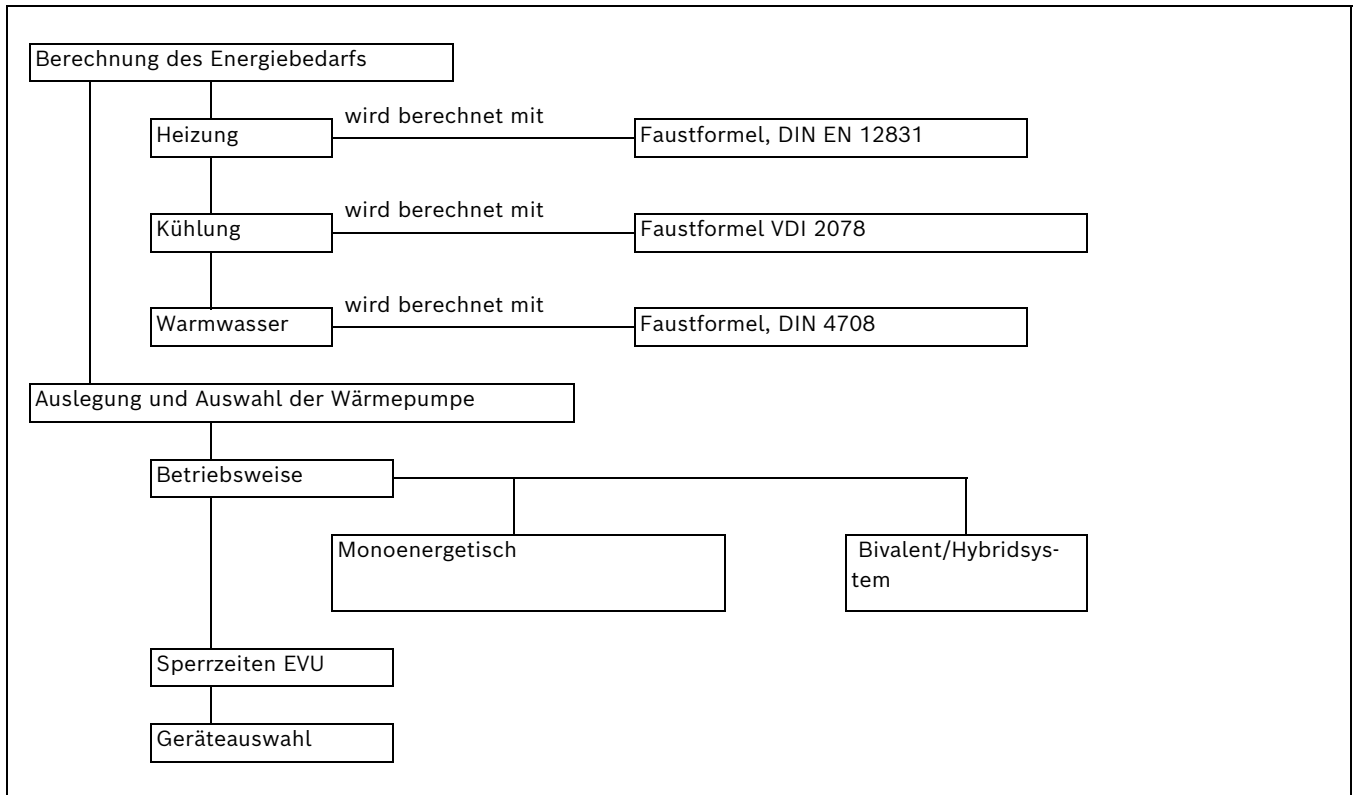 Berechnung des Energiebedarfs
wird berechnet mit
Heizung
Faustformel, DIN EN 12831
wird berechnet mit
Kühlung
Faustformel VDI 2078
wird berechnet mit
Warmwasser
Faustformel, DIN 4708
Auslegung und Auswahl der Wärmepumpe
Betriebsweise
Monoenergetisch
Bivalent/Hybridsys-
tem
Sperrzeiten EVU
Geräteauswahl